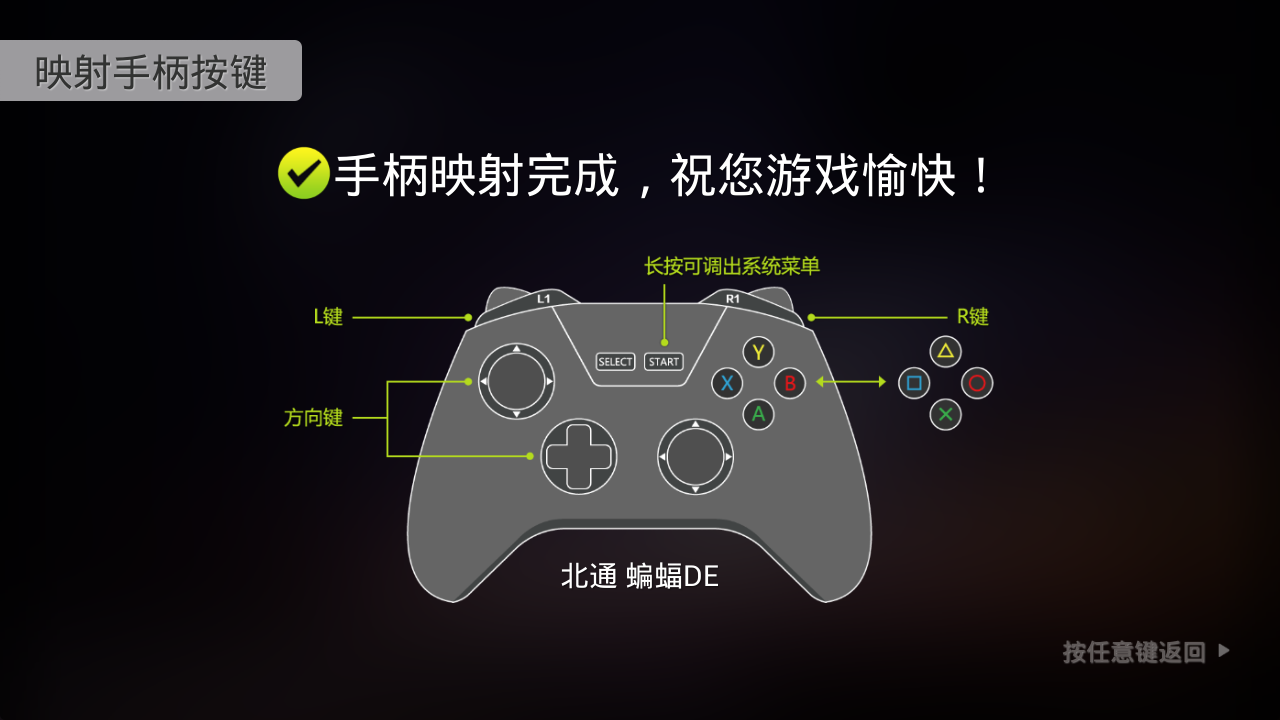 映射手柄按键
手柄映射完成，祝您游戏愉快！
长按可调出系统菜单
L1
R1
L键
R键
SELECT
START
Y
X
B
A
方向键
北通 蝙蝠DE
按任意键返回